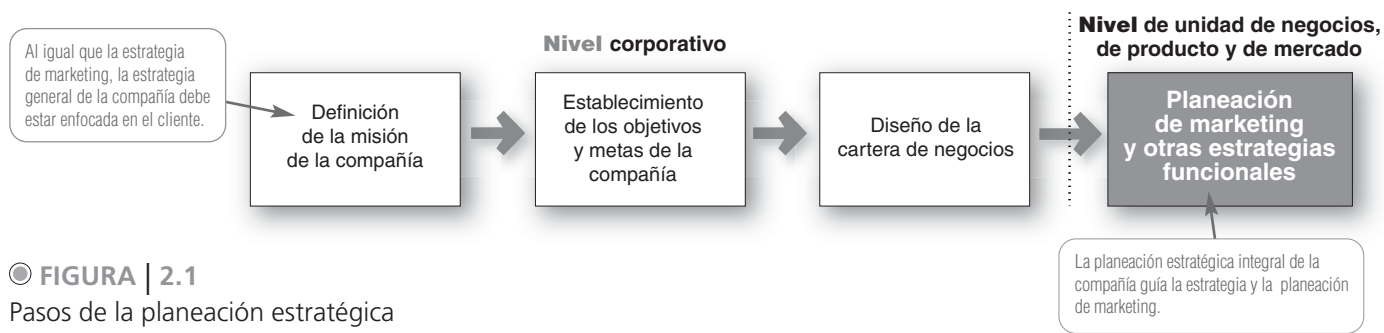 Al igual que la estrategia
de marketing, la estrategia
general de la compañía debe
estar enfocada en el cliente.
Nivel corporativo
Nivel de unidad de negocios,
de producto y de mercado
Definición
de la misión
de la compañía
Establecimiento
de los objetivos
y metas de la
compañía
Diseño de la
cartera de negocios
Planeación
de marketing
y otras estrategias
funcionales
La planeación estratégica integral de la
compañía guía la estrategia y la planeación
de marketing.
FIGURA | 2.1
Pasos de la planeación estratégica